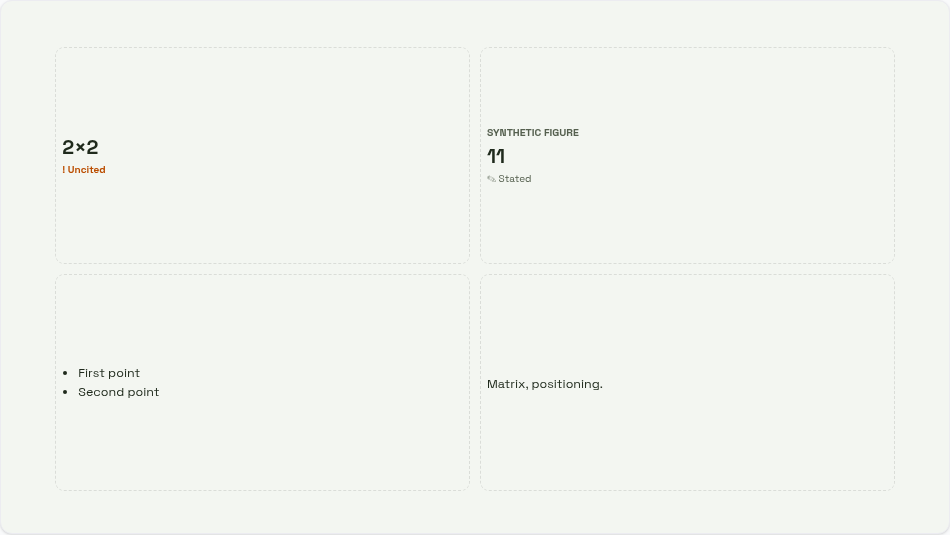 2×2
! Uncited
SYNTHETIC FIGURE
11
✎ Stated
• First point
• Second point
Matrix, positioning.